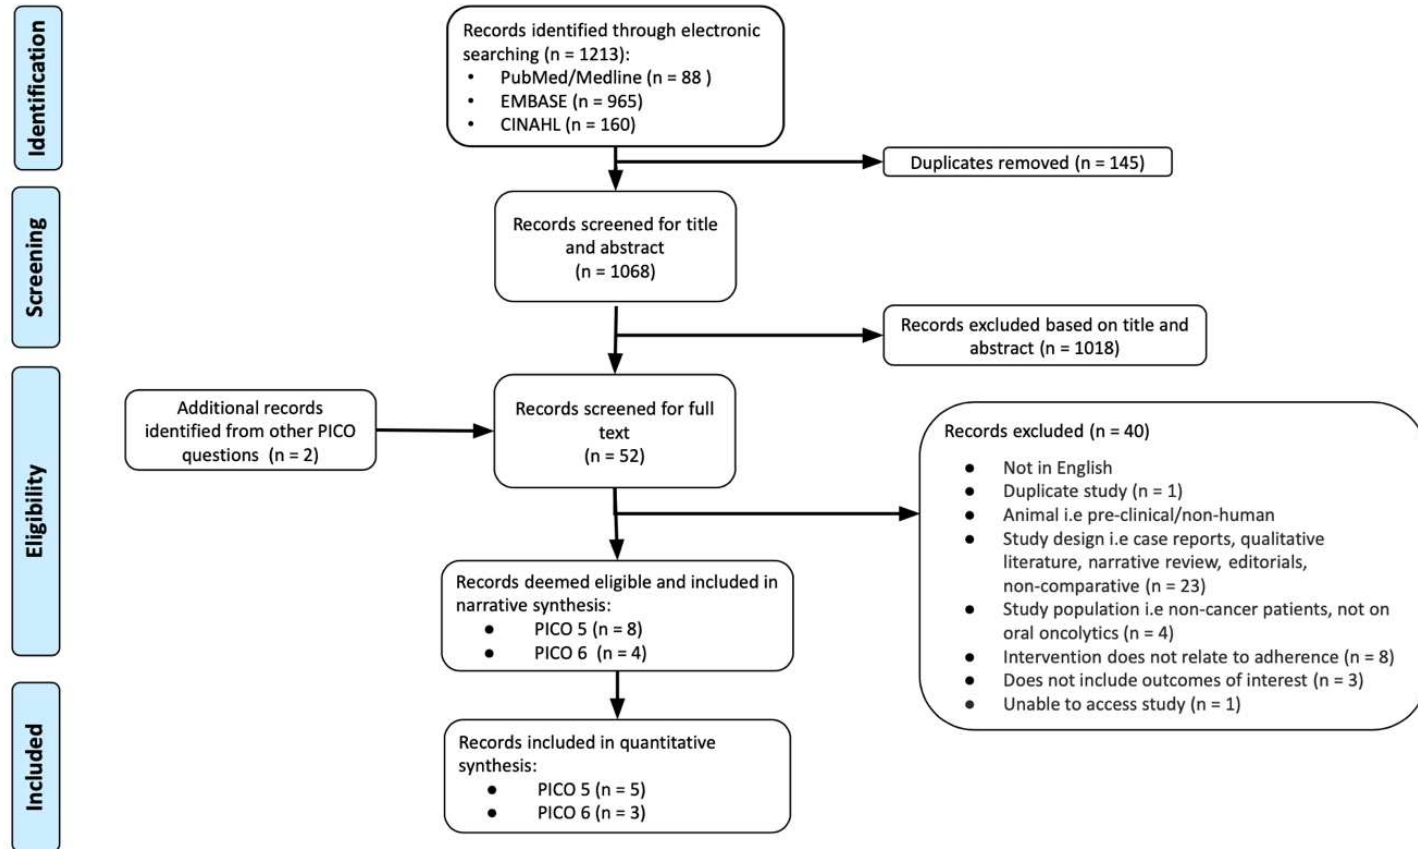 Identification
Records identified through electronic
searching (n = 1213):
• PubMed/Medline (n = 88 )
• EMBASE (n = 965)
• CINAHL (n = 160)
Duplicates removed (n = 145)
Screening
Records screened for title
and abstract
(n = 1068)
Records excluded based on title and
abstract (n = 1018)
Eligibility
Additional records
identified from other PICO
questions (n = 2)
Records screened for full
text
(n = 52)
Records excluded (n = 40)
● Not in English
● Duplicate study (n = 1)
● Animal i.e pre-clinical/non-human
● Study design i.e case reports, qualitative
literature, narrative review, editorials,
non-comparative (n = 23)
● Study population i.e non-cancer patients, not on
oral oncolytics (n = 4)
● Intervention does not relate to adherence (n = 8)
● Does not include outcomes of interest (n = 3)
● Unable to access study (n = 1)
Records deemed eligible and included in
narrative synthesis:
● PICO 5 (n = 8)
● PICO 6 (n = 4)
Included
Records included in quantitative
synthesis:
● PICO 5 (n = 5)
● PICO 6 (n = 3)